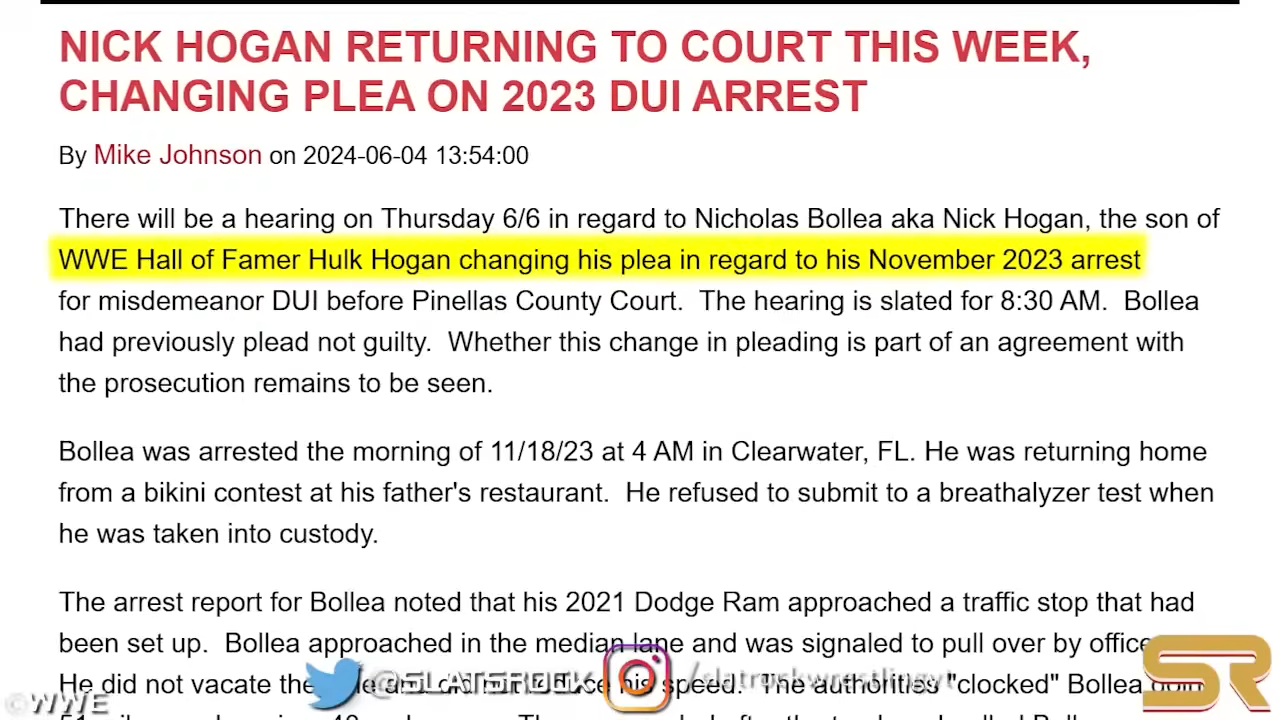 NICK HOGAN RETURNING TO COURT THIS WEEK,
CHANGING PLEA ON 2023 DUI ARREST
By Mike Johnson on 2024-06-04 13:54:00
There will be a hearing on Thursday 6/6 in regard to Nicholas Bollea aka Nick Hogan, the son of
WWE Hall of Famer Hulk Hogan changing his plea in regard to his November 2023 arrest
for misdemeanor DUI before Pinellas County Court.  The hearing is slated for 8:30 AM.  Bollea
had previously plead not guilty.  Whether this change in pleading is part of an agreement with
the prosecution remains to be seen.
Bollea was arrested the morning of 11/18/23 at 4 AM in Clearwater, FL. He was returning home
from a bikini contest at his father's restaurant.  He refused to submit to a breathalyzer test when
he was taken into custody.
The arrest report for Bollea noted that his 2021 Dodge Ram approached a traffic stop that had
been set up.  Bollea approached in the median lane and was signaled to pull over by
He did not vacate the his speed.  The authorities "clocked" Bollea
@SLATEROCK
SR
©WWE